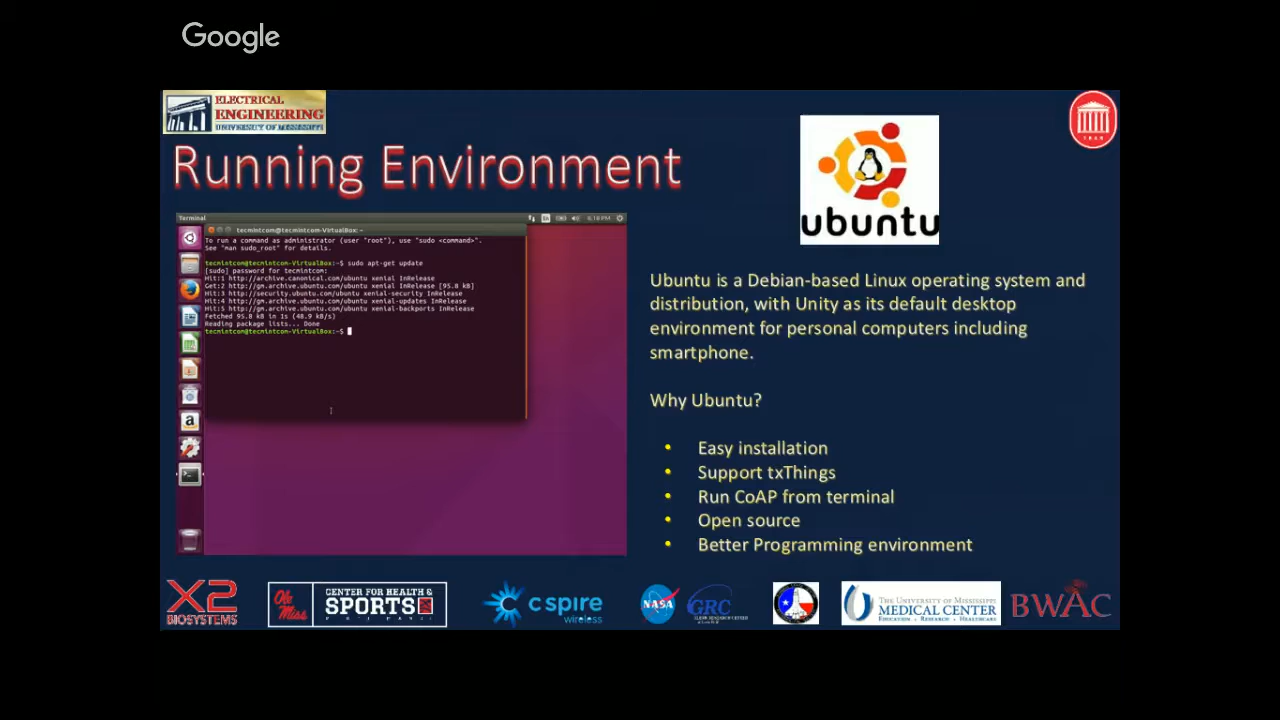 Google
ELECTRICAL
ENGINEERING
UNIVERSITY OF MISSISSIPPI
Running Environment
ubuntu
Terminal
6:18 PM
tecmintcom@tecmintcom-VirtualBox: ~
To run a command as administrator (user "root"), use "sudo <command>".
See "man sudo_root" for details.
tecmintcom@tecmintcom-VirtualBox:~$ sudo apt-get update
[sudo] password for tecmintcom:
Hit:1 http://archive.canonical.com/ubuntu xenial InRelease
Get:2 http://gm.archive.ubuntu.com/ubuntu xenial InRelease [95.8 kB]
Hit:3 http://security.ubuntu.com/ubuntu xenial-security InRelease
Hit:4 http://gm.archive.ubuntu.com/ubuntu xenial-updates InRelease
Hit:5 http://gm.archive.ubuntu.com/ubuntu xenial-backports InRelease
Fetched 95.8 kB in 1s (48.9 kB/s)
Reading package lists... Done
tecmintcom@tecmintcom-VirtualBox:~$
Ubuntu is a Debian-based Linux operating system and
distribution, with Unity as its default desktop
environment for personal computers including
smartphone.
Why Ubuntu?
• Easy installation
• Support txThings
• Run CoAP from terminal
• Open source
• Better Programming environment
X2
BIOSYSTEMS
Ole
Miss
CENTER FOR HEALTH &
SPORTS
c spire
wireless
NASA
GRC
THE UNIVERSITY OF MISSISSIPPI
MEDICAL CENTER
EDUCATION • RESEARCH • HEALTHCARE
BWAC